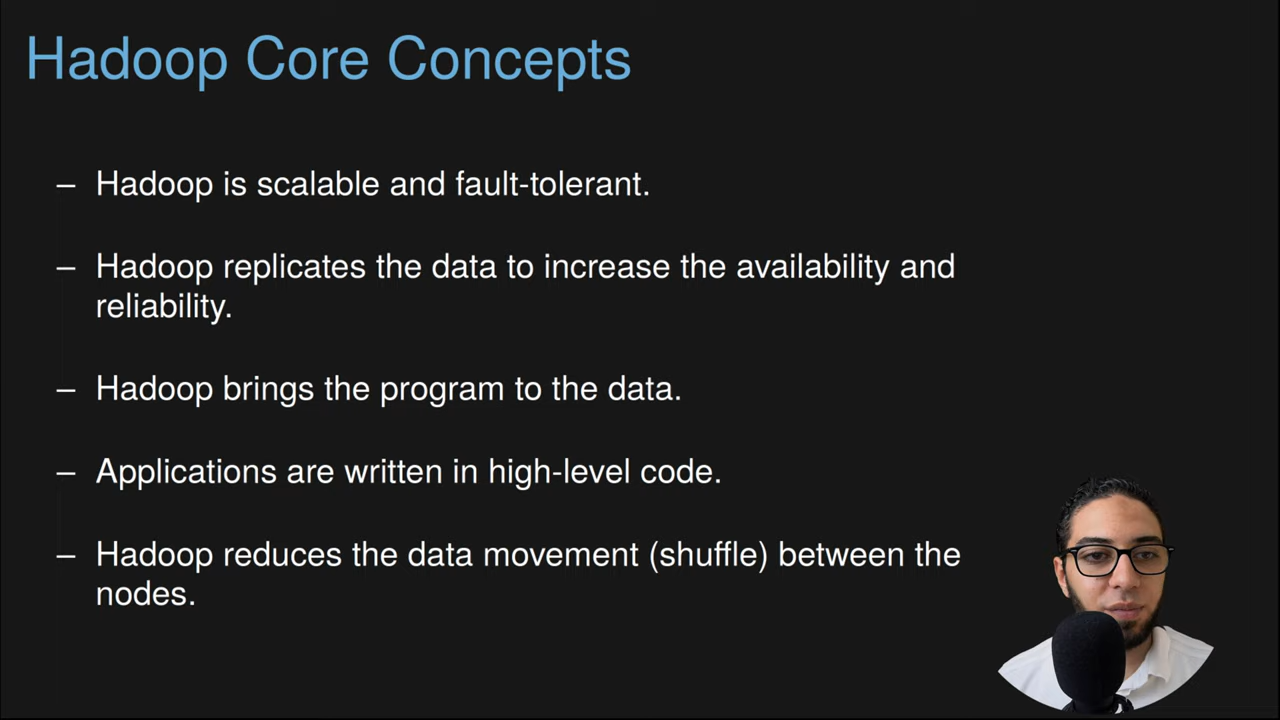 Hadoop Core Concepts
– Hadoop is scalable and fault-tolerant.
– Hadoop replicates the data to increase the availability and
reliability.
– Hadoop brings the program to the data.
– Applications are written in high-level code.
– Hadoop reduces the data movement (shuffle) between the
nodes.